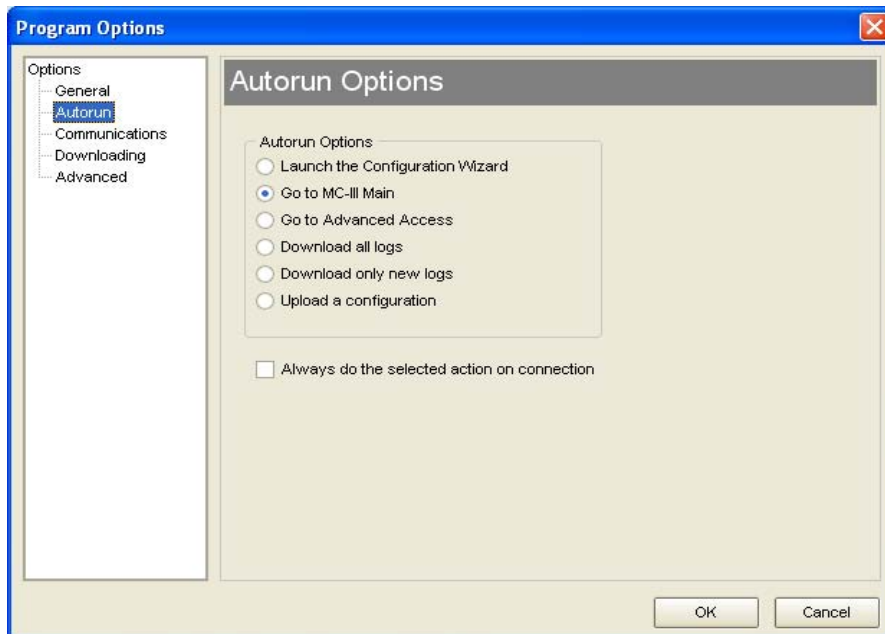 Program Options
Options
General
Autorun
Communications
Downloading
Advanced
Autorun Options
Autorun Options
Launch the Configuration Wizard
Go to MC-III Main
Go to Advanced Access
Download all logs
Download only new logs
Upload a configuration
Always do the selected action on connection
OK
Cancel